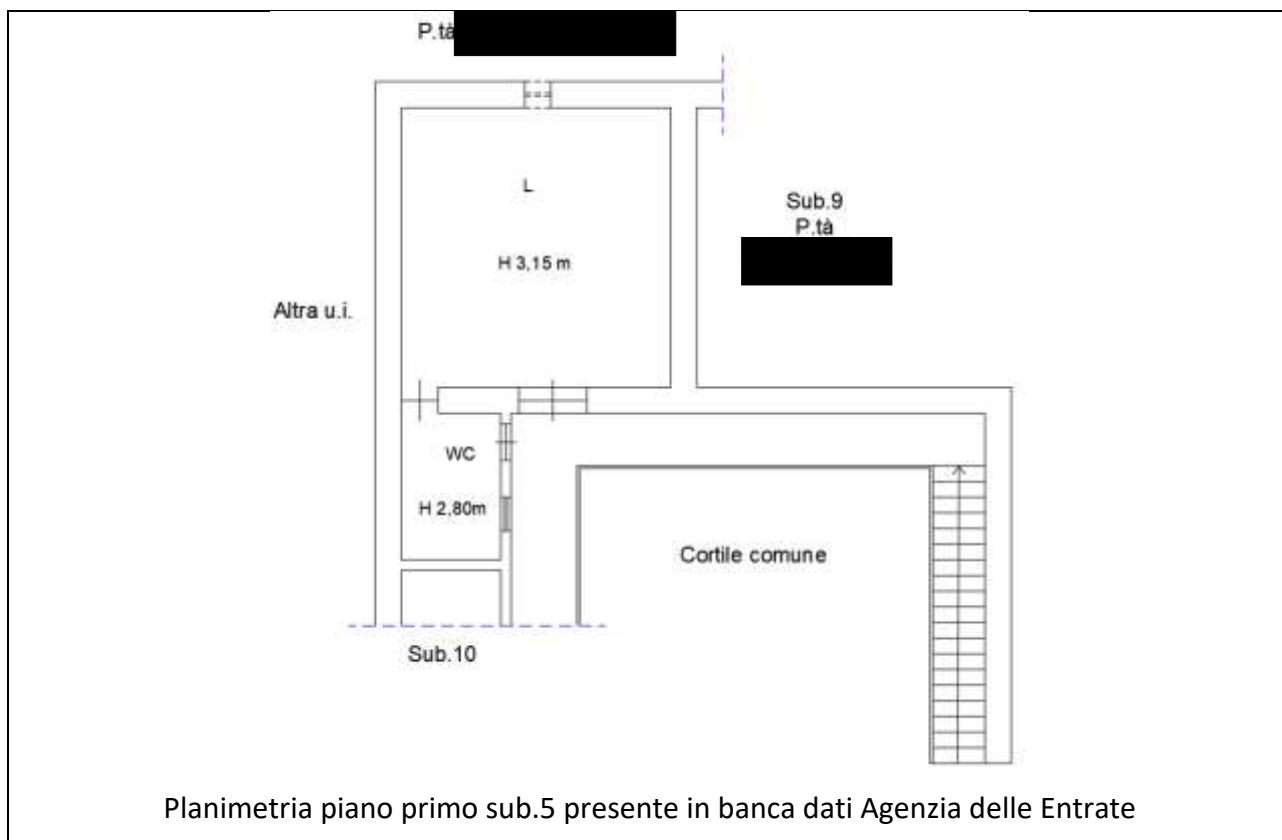 P.tà
L
Sub.9
P.tà
H 3,15 m
Altra u.i.
WC
H 2,80m
Cortile comune
Sub.10
Planimetria piano primo sub.5 presente in banca dati Agenzia delle Entrate